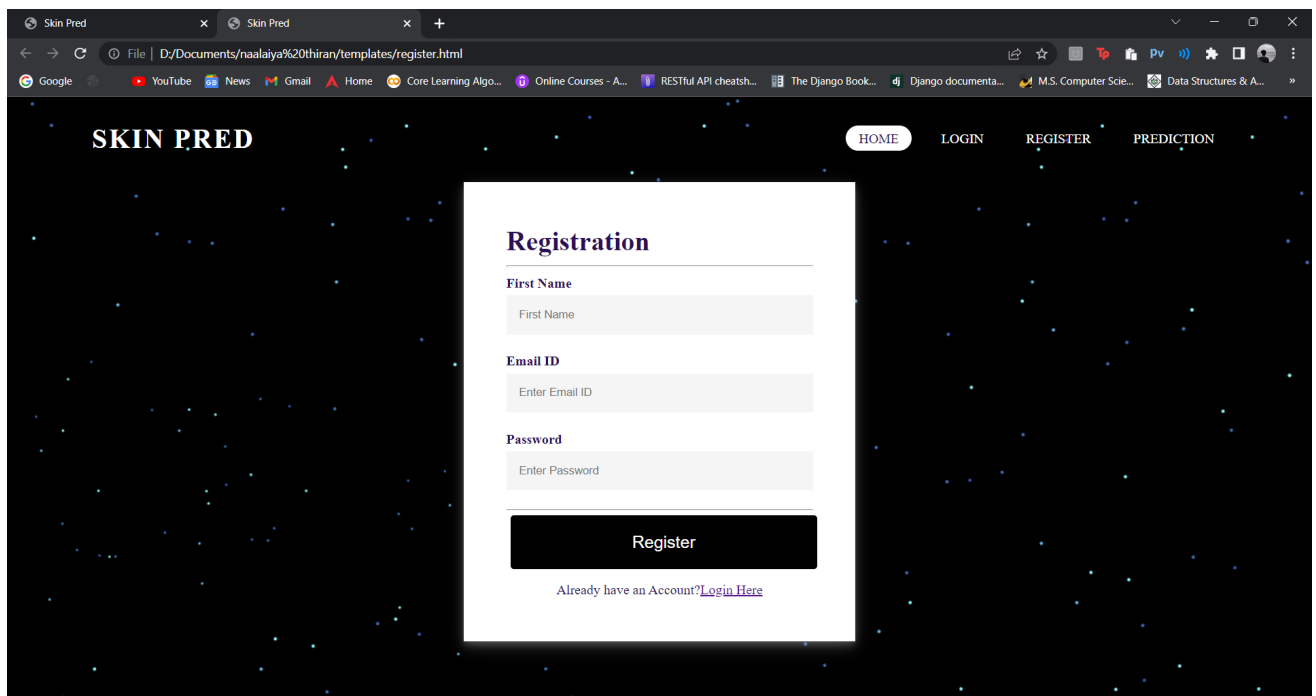 Skin Pred
Skin Pred
File | D:/Documents/naalaiya%20thiran/templates/register.html
Google YouTube News Gmail Home Core Learning Algo... Online Courses - A... RESTful API cheatsh... The Django Book... Django documenta... M.S. Computer Scie... Data Structures & A... »
SKIN PRED
HOME LOGIN REGISTER PREDICTION
Registration
First Name
First Name
Email ID
Enter Email ID
Password
Enter Password
Register
Already have an Account?Login Here